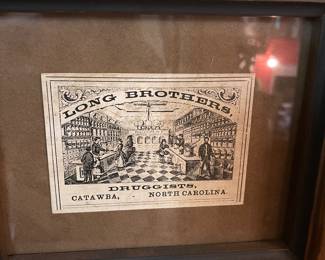 LONG BROTHERS,
DRUGGISTS,
CATAWBA, - NORTH CAROLINA.